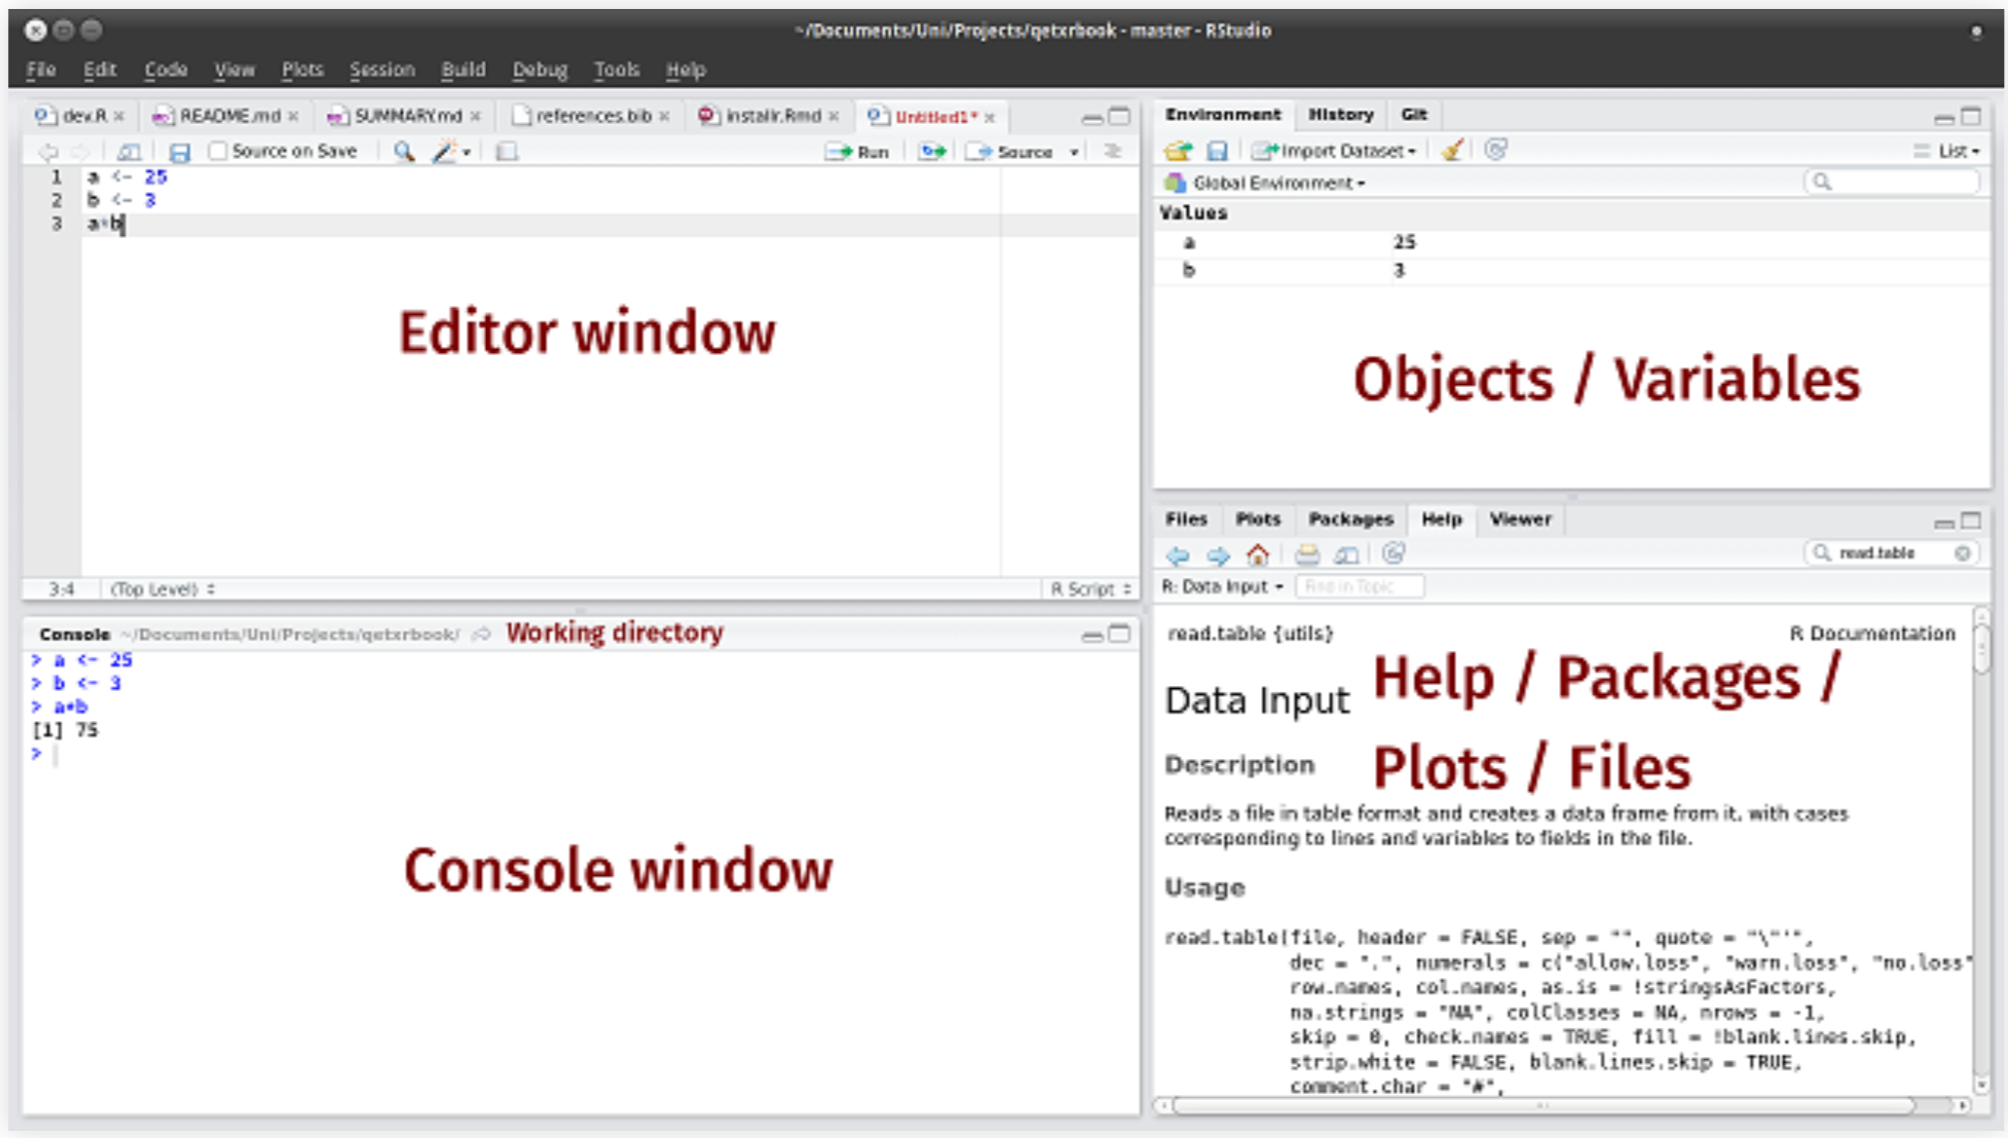 ~/Documents/Uni/Projects/qetxrbook - master - RStudio
File Edit Code View Plots Session Build Debug Tools Help
dev.R README.md SUMMARY.md references.bib installr.Rmd Untitled1*
Source on Save Run Source
1 a <- 25
2 b <- 3
3 a*b
Editor window
3:4 (Top Level) R Script
Console ~/Documents/Uni/Projects/qetxrbook/ Working directory
> a <- 25
> b <- 3
> a*b
[1] 75
>
Console window
Environment History Git
Import Dataset List
Global Environment
Values
a 25
b 3
Objects / Variables
Files Plots Packages Help Viewer
read.table
R: Data Input Find in Topic
read.table {utils} R Documentation
Data Input
Help / Packages /
Plots / Files
Description
Reads a file in table format and creates a data frame from it, with cases
corresponding to lines and variables to fields in the file.
Usage
read.table(file, header = FALSE, sep = "", quote = "\"'",
dec = ".", numerals = c("allow.loss", "warn.loss", "no.loss"
row.names, col.names, as.is = !stringsAsFactors,
na.strings = "NA", colClasses = NA, nrows = -1,
skip = 0, check.names = TRUE, fill = !blank.lines.skip,
strip.white = FALSE, blank.lines.skip = TRUE,
comment.char = "#",